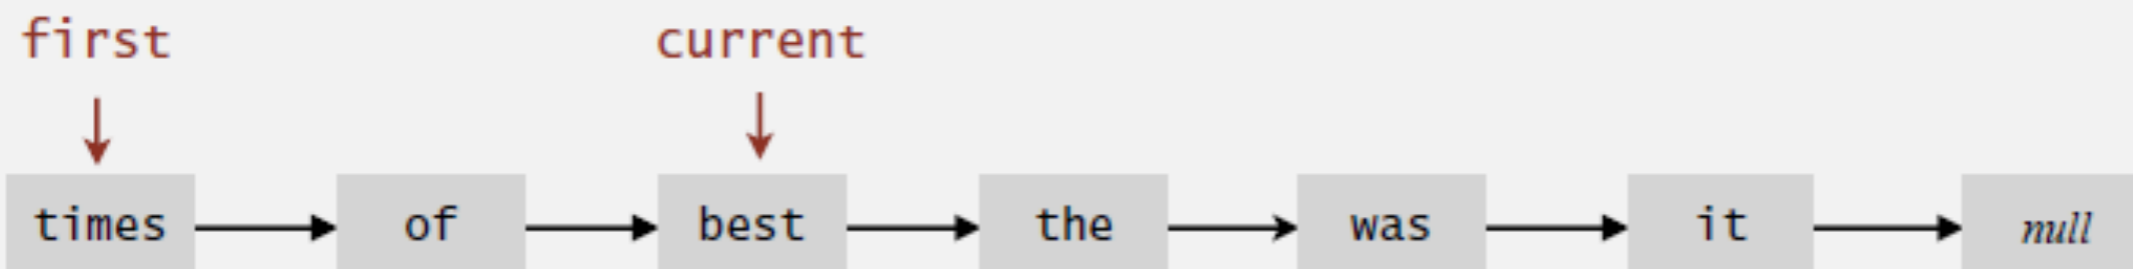 first current
times of best the was it null